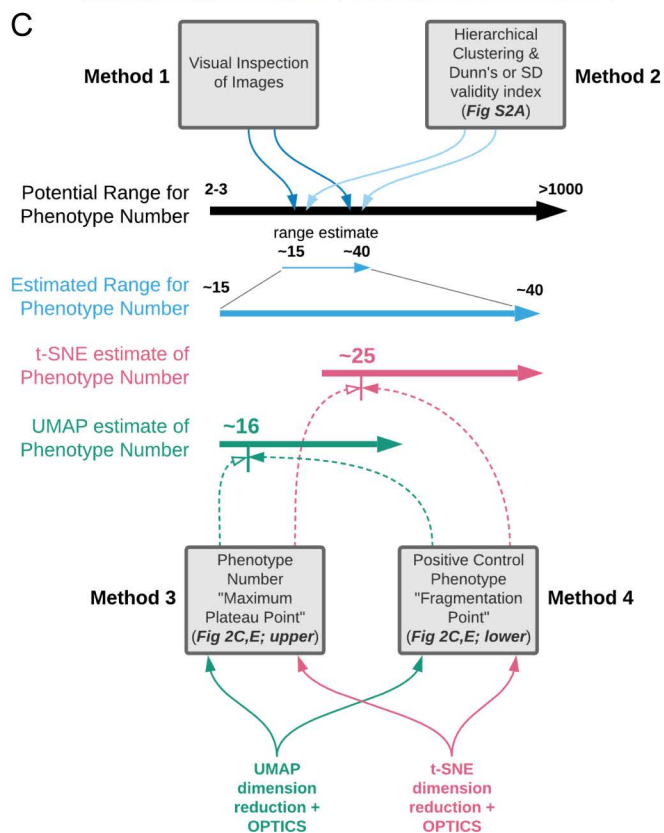 C
Method 1
Visual Inspection
of Images
Hierarchical
Clustering &
Dunn's or SD
validity index
(Fig S2A)
Method 2
Potential Range for
Phenotype Number
2-3
>1000
range estimate
~15
~40
Estimated Range for
Phenotype Number
~15
~40
t-SNE estimate of
Phenotype Number
~25
UMAP estimate of
Phenotype Number
~16
Method 3
Phenotype
Number
"Maximum
Plateau Point"
(Fig 2C,E; upper)
Positive Control
Phenotype
"Fragmentation
Point"
(Fig 2C,E; lower)
Method 4
UMAP
dimension
reduction +
OPTICS
t-SNE
dimension
reduction +
OPTICS